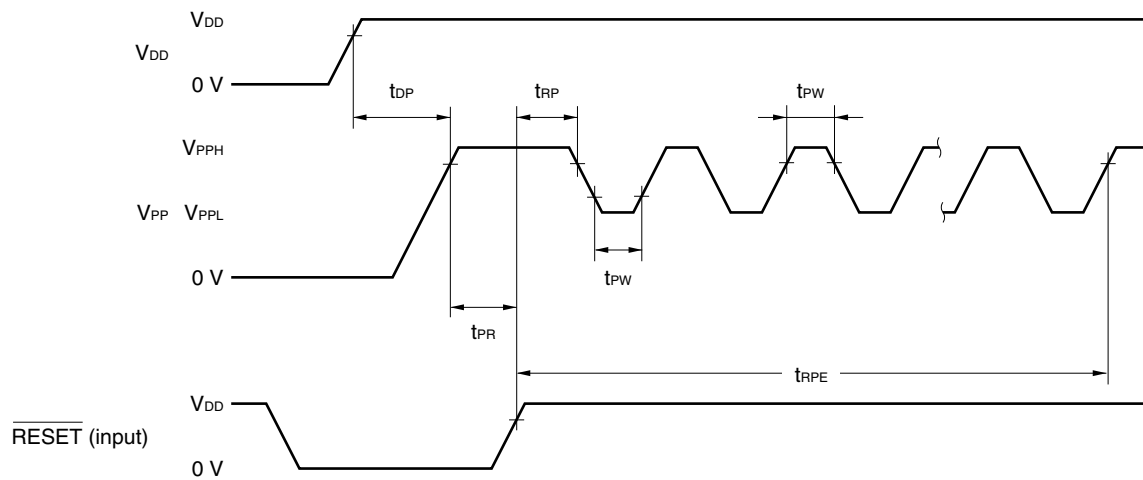 VDD
VDD
0 V
tDP
tRP
tPW
VPPH
VPP VPPL
tPW
0 V
tPR
tRPE
VDD
RESET (input)
0 V